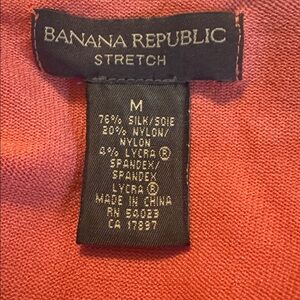 BANANA REPUBLIC
STRETCH
M
76% SILK/SOIE
20% NYLON/
NYLON
4% LYCRA ®
SPANDEX/
SPANDEX
LYCRA ®
MADE IN CHINA
RN 54023
CA 17897